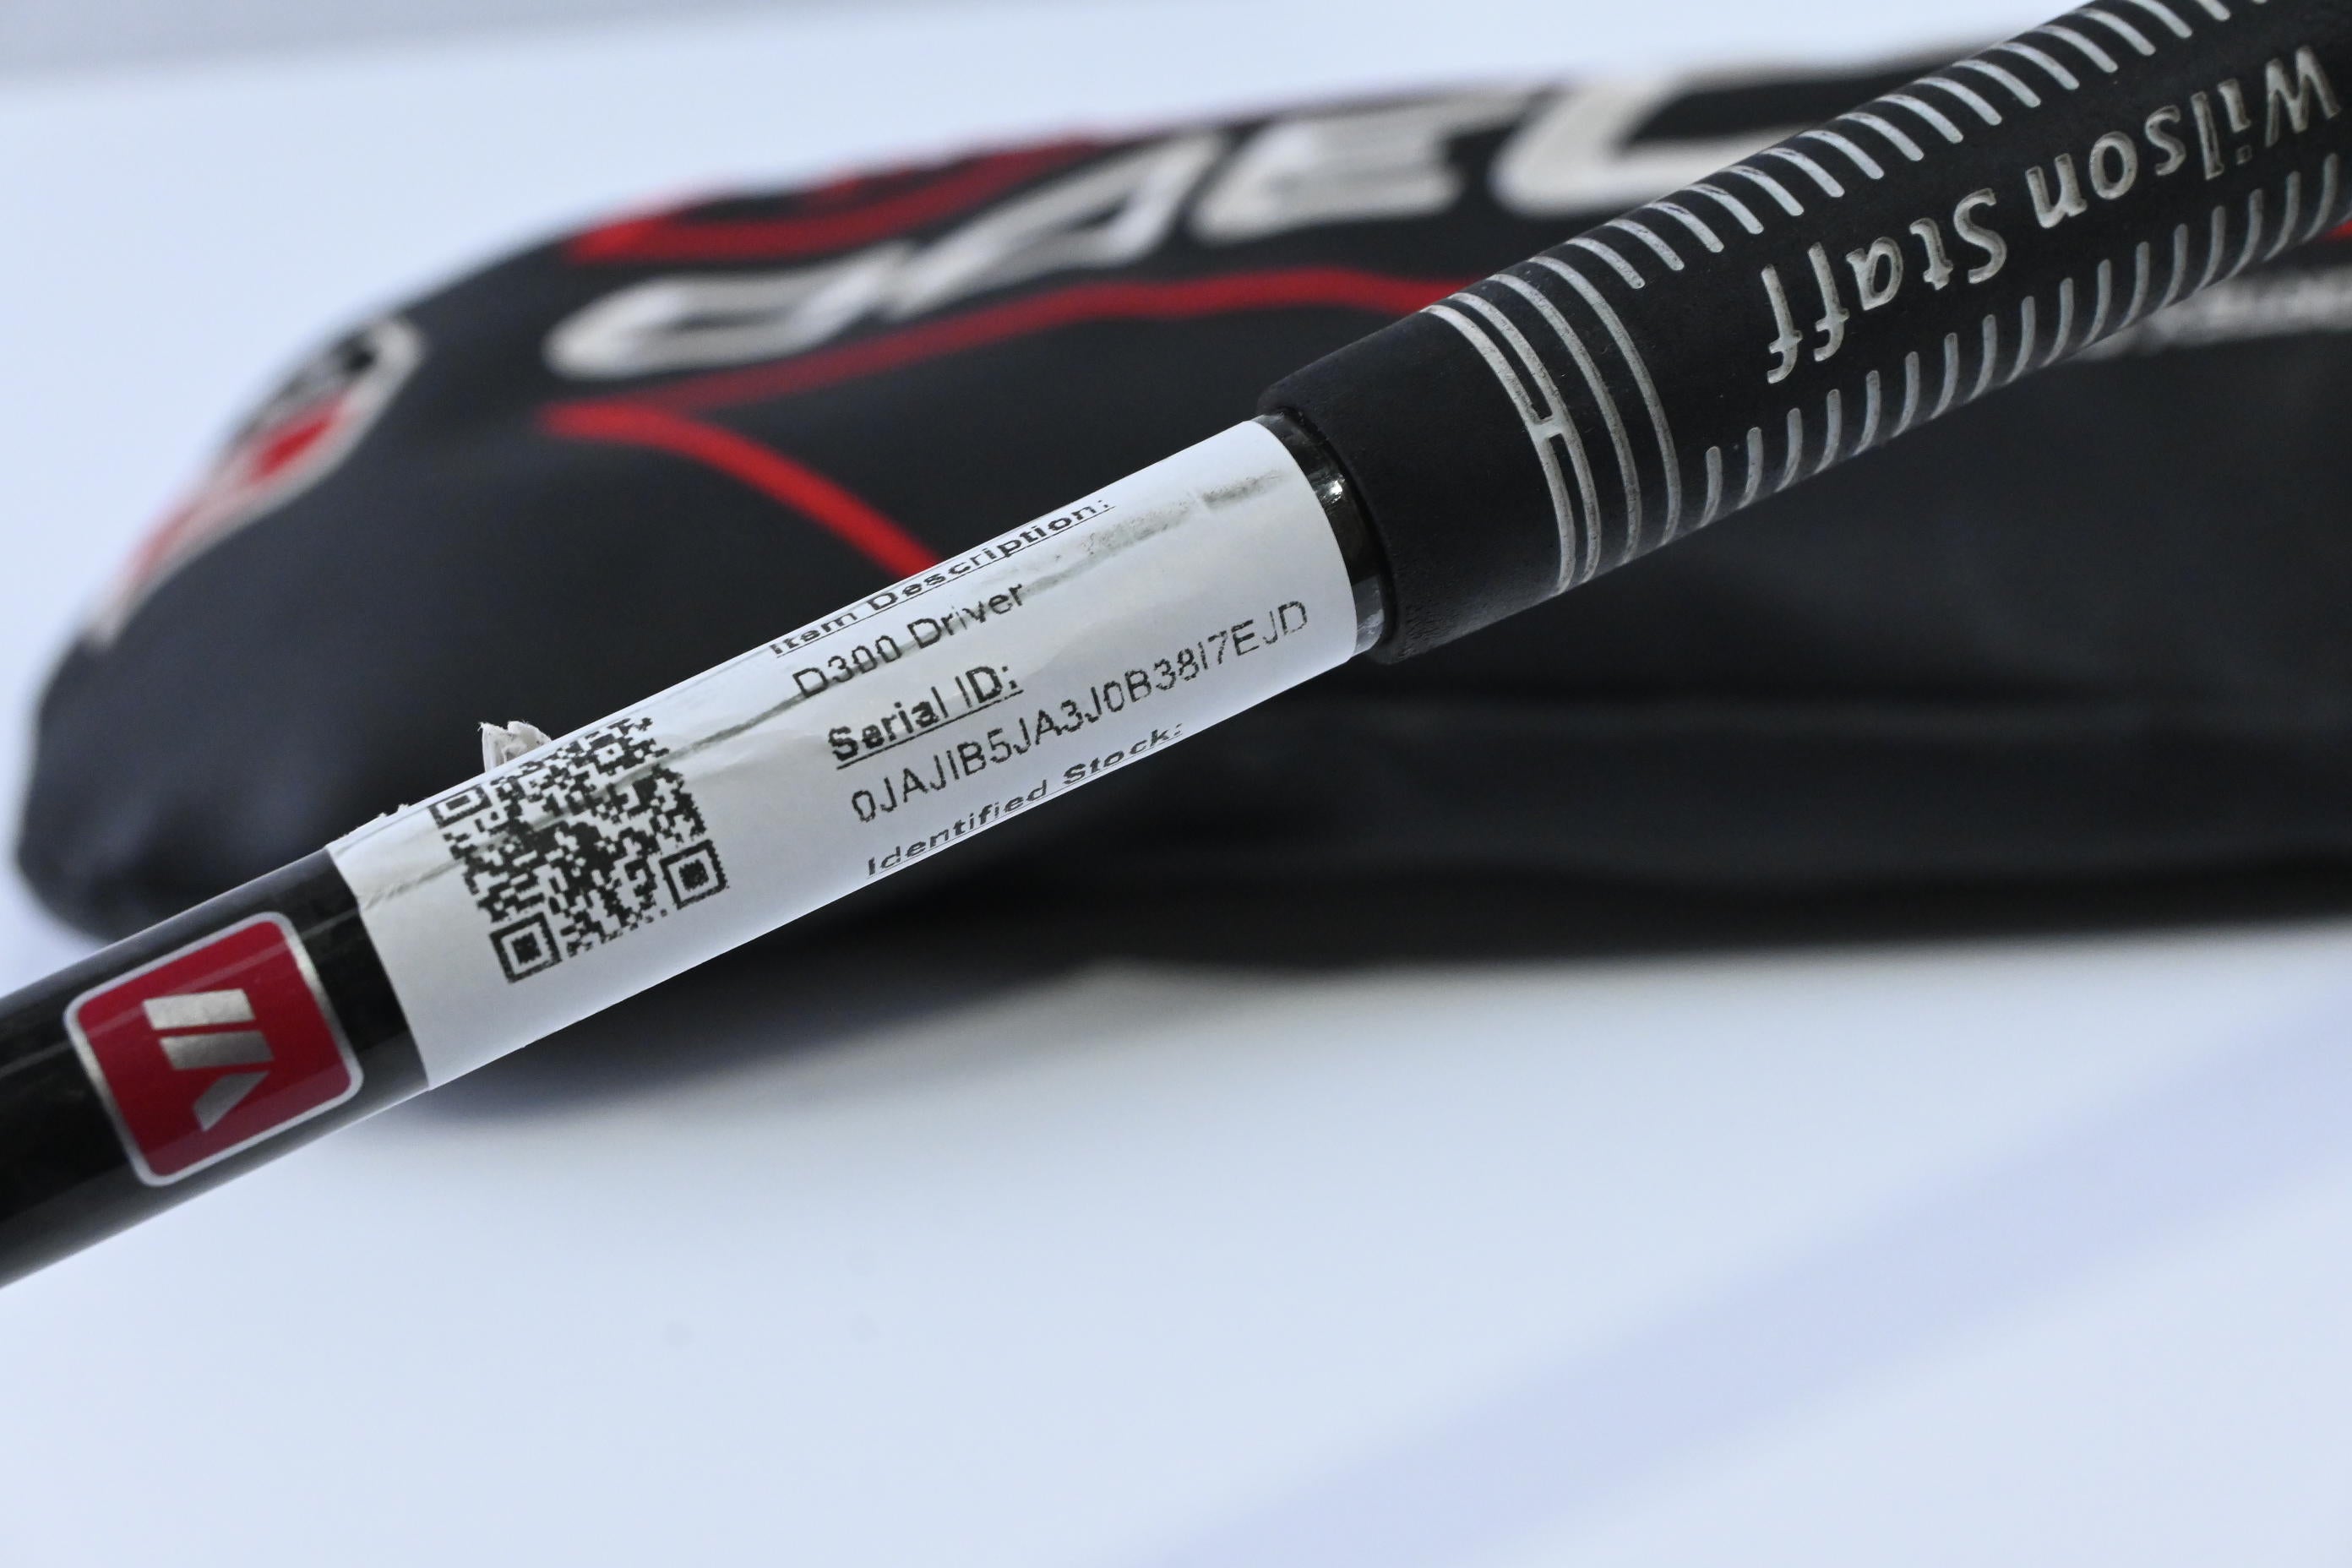 Wilson Staff
Item Description:
D300 Driver
Serial ID:
0JAJIB5JA3J0B38I7EJD
Identified Stock: